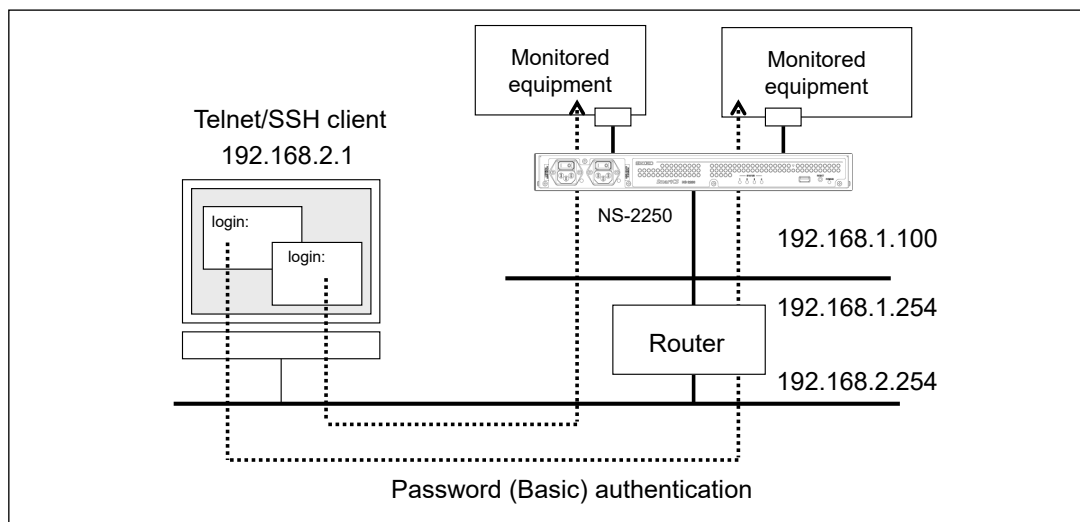 Monitored
equipment
Monitored
equipment
Telnet/SSH client
192.168.2.1
login:
login:
NS-2250
192.168.1.100
192.168.1.254
Router
192.168.2.254
Password (Basic) authentication